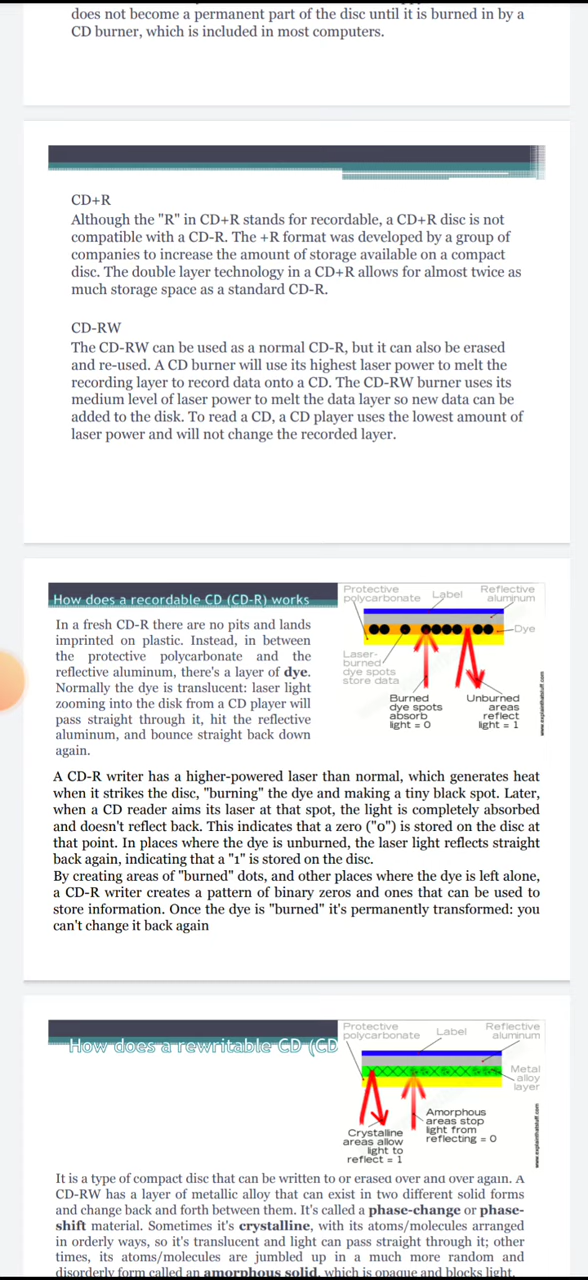 does not become a permanent part of the disc until it is burned in by a
CD burner, which is included in most computers.
CD+R
Although the "R" in CD+R stands for recordable, a CD+R disc is not
compatible with a CD-R. The +R format was developed by a group of
companies to increase the amount of storage available on a compact
disc. The double layer technology in a CD+R allows for almost twice as
much storage space as a standard CD-R.
CD-RW
The CD-RW can be used as a normal CD-R, but it can also be erased
and re-used. A CD burner will use its highest laser power to melt the
recording layer to record data onto a CD. The CD-RW burner uses its
medium level of laser power to melt the data layer so new data can be
added to the disk. To read a CD, a CD player uses the lowest amount of
laser power and will not change the recorded layer.
How does a recordable CD (CD-R) works
In a fresh CD-R there are no pits and lands
imprinted on plastic. Instead, in between
the protective polycarbonate and the
reflective aluminum, there's a layer of dye.
Normally the dye is translucent: laser light
zooming into the disk from a CD player will
pass straight through it, hit the reflective
aluminum, and bounce straight back down
again.
Protective
polycarbonate
Label
Reflective
aluminum
Dye
Laser-
burned
dye spots
store data
Burned
dye spots
absorb
light = 0
Unburned
areas
reflect
light = 1
www.explainthatstuff.com
A CD-R writer has a higher-powered laser than normal, which generates heat
when it strikes the disc, "burning" the dye and making a tiny black spot. Later,
when a CD reader aims its laser at that spot, the light is completely absorbed
and doesn't reflect back. This indicates that a zero ("0") is stored on the disc at
that point. In places where the dye is unburned, the laser light reflects straight
back again, indicating that a "1" is stored on the disc.
By creating areas of "burned" dots, and other places where the dye is left alone,
a CD-R writer creates a pattern of binary zeros and ones that can be used to
store information. Once the dye is "burned" it's permanently transformed: you
can't change it back again
How does a rewritable CD (CD
Protective
polycarbonate
Label
Reflective
aluminum
Metal
alloy
layer
Crystalline
areas allow
light to
reflect = 1
Amorphous
areas stop
light from
reflecting = 0
www.explainthatstuff.com
It is a type of compact disc that can be written to or erased over and over again. A
CD-RW has a layer of metallic alloy that can exist in two different solid forms
and change back and forth between them. It's called a phase-change or phase-
shift material. Sometimes it's crystalline, with its atoms/molecules arranged
in orderly ways, so it's translucent and light can pass straight through it; other
times, its atoms/molecules are jumbled up in a much more random and
disorderly form called an amorphous solid, which is opaque and blocks light.